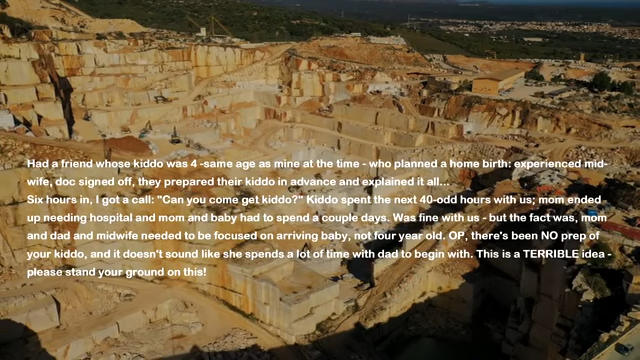 Had a friend whose kiddo was 4 -same age as mine at the time - who planned a home birth: experienced mid-
wife, doc signed off, they prepared their kiddo in advance and explained it all...
Six hours in, I got a call: "Can you come get kiddo?" Kiddo spent the next 40-odd hours with us; mom ended
up needing hospital and mom and baby had to spend a couple days. Was fine with us - but the fact was, mom
and dad and midwife needed to be focused on arriving baby, not four year old. OP, there's been NO prep of
your kiddo, and it doesn't sound like she spends a lot of time with dad to begin with. This is a TERRIBLE idea -
please stand your ground on this!